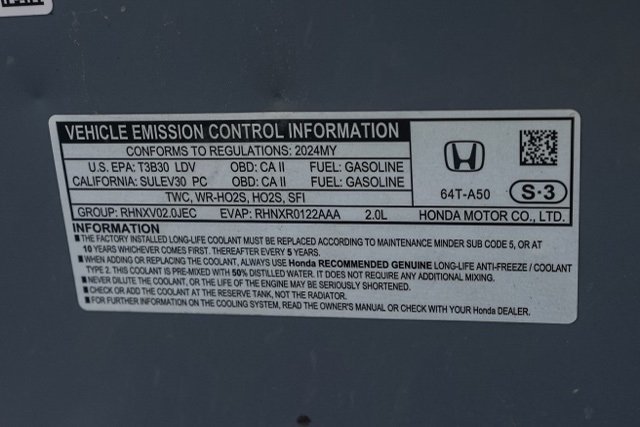 VEHICLE EMISSION CONTROL INFORMATION
CONFORMS TO REGULATIONS: 2024MY
U.S. EPA: T3B30 LDV OBD: CA II FUEL: GASOLINE
CALIFORNIA: SULEV30 PC OBD: CA II FUEL: GASOLINE
TWC, WR-HO2S, HO2S, SFI
GROUP: RHNXV02.0JEC EVAP: RHNXR0122AAA 2.0L
64T-A50
S·3
HONDA MOTOR CO., LTD.
INFORMATION
■ THE FACTORY INSTALLED LONG-LIFE COOLANT MUST BE REPLACED ACCORDING TO MAINTENANCE MINDER SUB CODE 5, OR AT
10 YEARS WHICHEVER COMES FIRST. THEREAFTER EVERY 5 YEARS.
■ WHEN ADDING OR REPLACING THE COOLANT, ALWAYS USE Honda RECOMMENDED GENUINE LONG-LIFE ANTI-FREEZE / COOLANT
TYPE 2. THIS COOLANT IS PRE-MIXED WITH 50% DISTILLED WATER. IT DOES NOT REQUIRE ANY ADDITIONAL MIXING.
■ NEVER DILUTE THE COOLANT, OR THE LIFE OF THE ENGINE MAY BE SERIOUSLY SHORTENED.
■ CHECK OR ADD THE COOLANT AT THE RESERVE TANK, NOT THE RADIATOR.
■ FOR FURTHER INFORMATION ON THE COOLING SYSTEM, READ THE OWNER'S MANUAL OR CHECK WITH YOUR Honda DEALER.